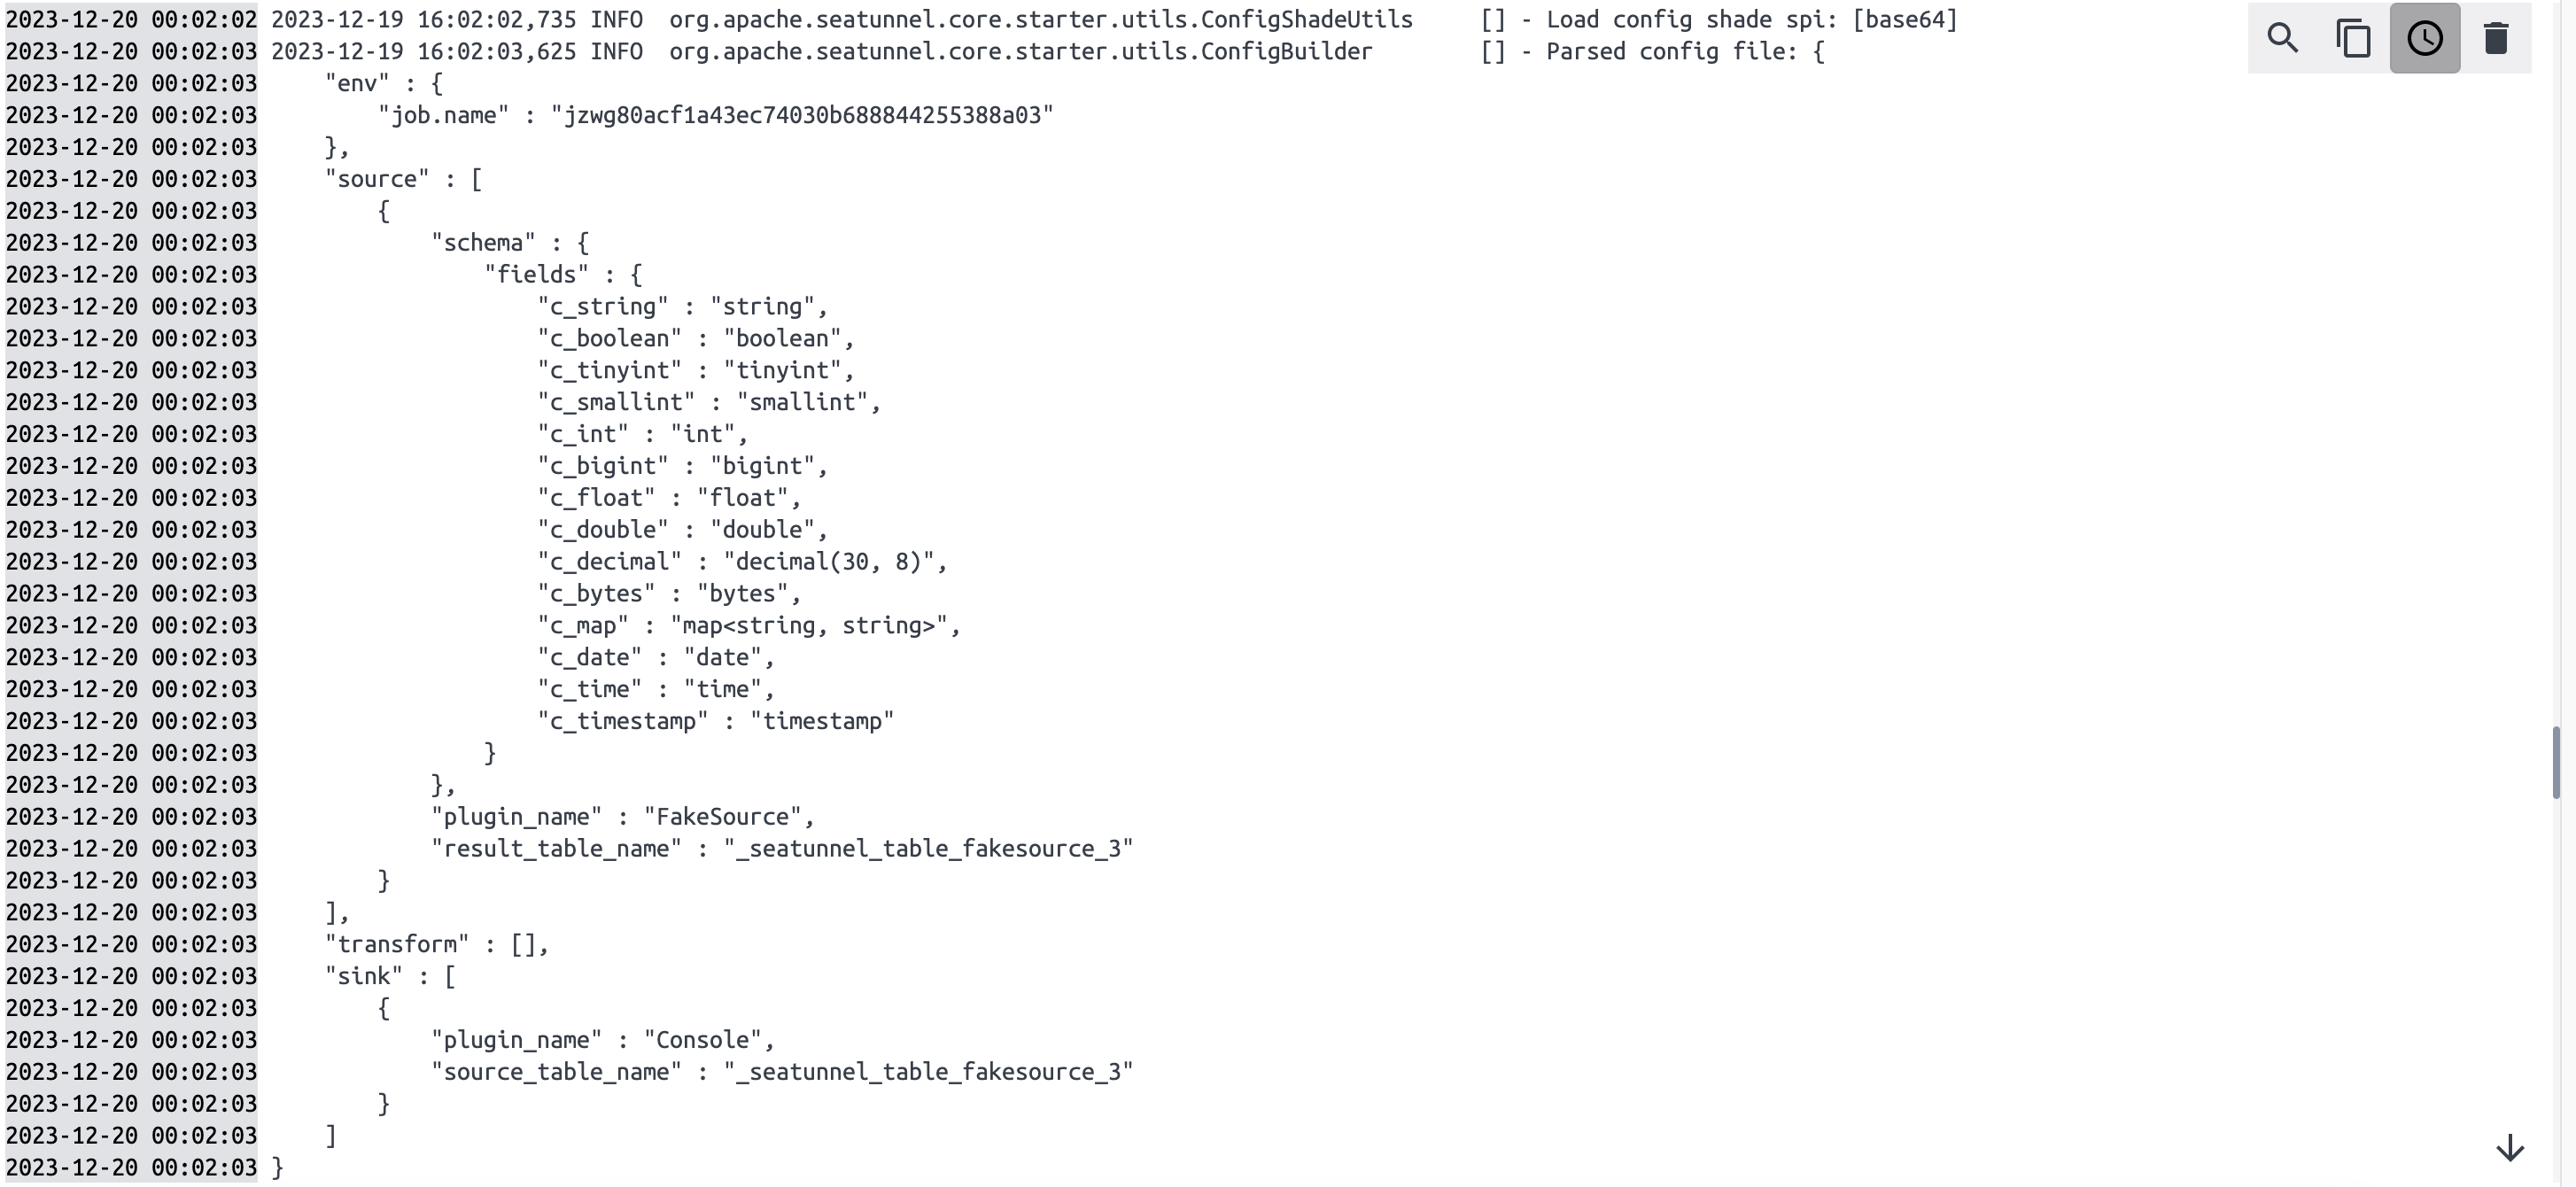 2023-12-20 00:02:02 2023-12-19 16:02:02,735 INFO  org.apache.seatunnel.core.starter.utils.ConfigShadeUtils     [] - Load config shade spi: [base64]
2023-12-20 00:02:03 2023-12-19 16:02:03,625 INFO  org.apache.seatunnel.core.starter.utils.ConfigBuilder        [] - Parsed config file: {
2023-12-20 00:02:03     "env" : {
2023-12-20 00:02:03         "job.name" : "jzwg80acf1a43ec74030b688844255388a03"
2023-12-20 00:02:03     },
2023-12-20 00:02:03     "source" : [
2023-12-20 00:02:03         {
2023-12-20 00:02:03             "schema" : {
2023-12-20 00:02:03                 "fields" : {
2023-12-20 00:02:03                     "c_string" : "string",
2023-12-20 00:02:03                     "c_boolean" : "boolean",
2023-12-20 00:02:03                     "c_tinyint" : "tinyint",
2023-12-20 00:02:03                     "c_smallint" : "smallint",
2023-12-20 00:02:03                     "c_int" : "int",
2023-12-20 00:02:03                     "c_bigint" : "bigint",
2023-12-20 00:02:03                     "c_float" : "float",
2023-12-20 00:02:03                     "c_double" : "double",
2023-12-20 00:02:03                     "c_decimal" : "decimal(30, 8)",
2023-12-20 00:02:03                     "c_bytes" : "bytes",
2023-12-20 00:02:03                     "c_map" : "map<string, string>",
2023-12-20 00:02:03                     "c_date" : "date",
2023-12-20 00:02:03                     "c_time" : "time",
2023-12-20 00:02:03                     "c_timestamp" : "timestamp"
2023-12-20 00:02:03                 }
2023-12-20 00:02:03             },
2023-12-20 00:02:03             "plugin_name" : "FakeSource",
2023-12-20 00:02:03             "result_table_name" : "_seatunnel_table_fakesource_3"
2023-12-20 00:02:03         }
2023-12-20 00:02:03     ],
2023-12-20 00:02:03     "transform" : [],
2023-12-20 00:02:03     "sink" : [
2023-12-20 00:02:03         {
2023-12-20 00:02:03             "plugin_name" : "Console",
2023-12-20 00:02:03             "source_table_name" : "_seatunnel_table_fakesource_3"
2023-12-20 00:02:03         }
2023-12-20 00:02:03     ]
2023-12-20 00:02:03 }